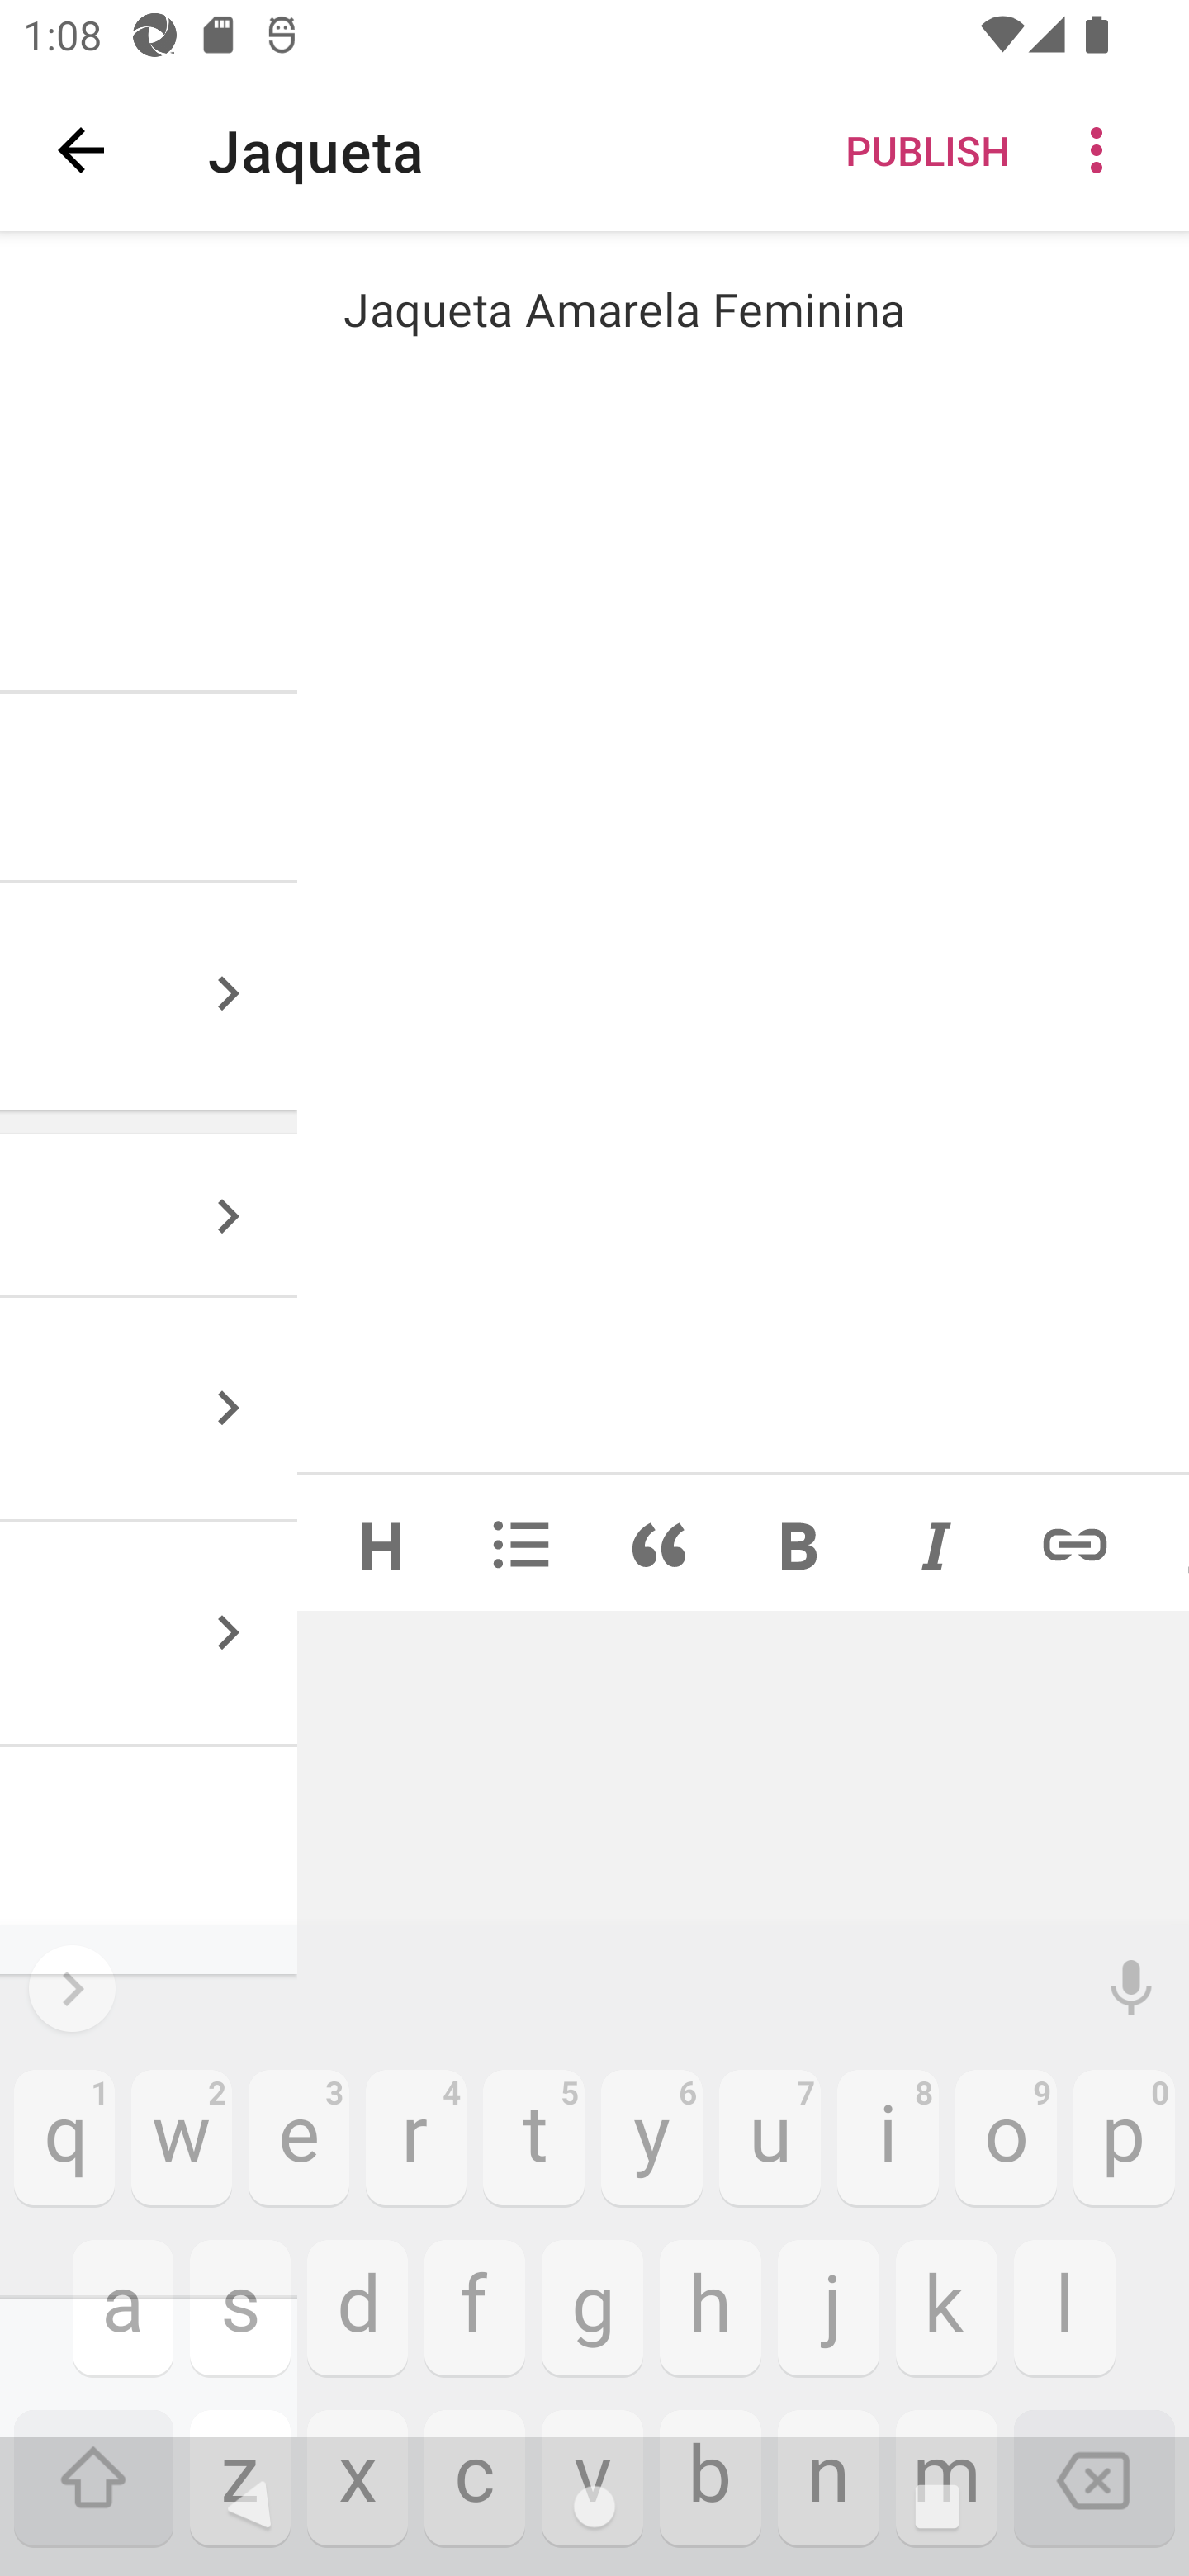 1:08
Jaqueta
PUBLISH
Jaqueta Amarela Feminina
H B I
1 2 3 4 5 6 7 8 9 0
q w e r t y u i o p
a s d f g h j k l
z x c v b n m